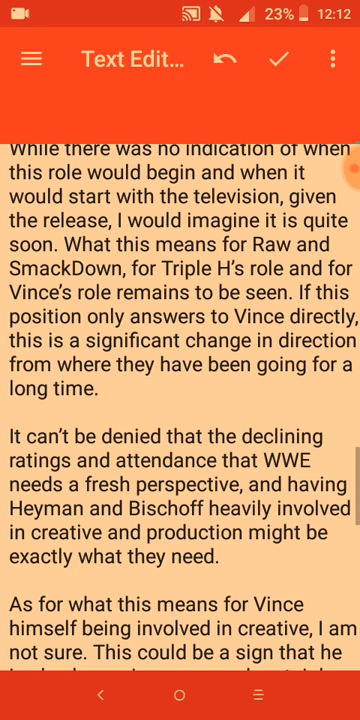 23% 12:12
Text Edit...
While there was no indication of when
this role would begin and when it
would start with the television, given
the release, I would imagine it is quite
soon. What this means for Raw and
SmackDown, for Triple H’s role and for
Vince’s role remains to be seen. If this
position only answers to Vince directly,
this is a significant change in direction
from where they have been going for a
long time.
It can’t be denied that the declining
ratings and attendance that WWE
needs a fresh perspective, and having
Heyman and Bischoff heavily involved
in creative and production might be
exactly what they need.
As for what this means for Vince
himself being involved in creative, I am
not sure. This could be a sign that he